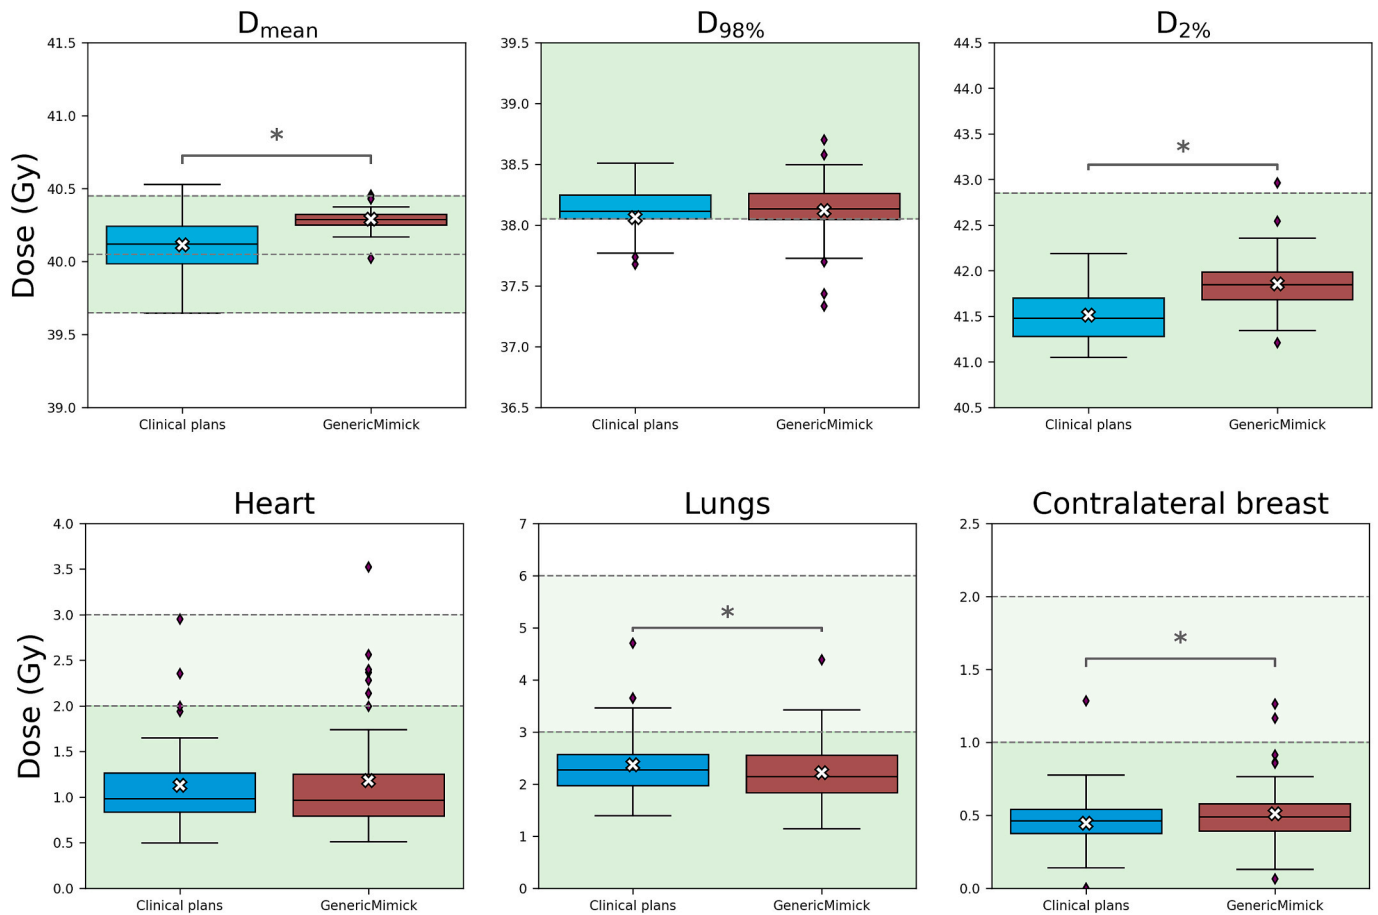 D_mean
D_98%
D_2%
41.5
41.0
40.5
40.0
39.5
39.0
Dose (Gy)
*
Clinical plans
GenericMimick
39.5
39.0
38.5
38.0
37.5
37.0
36.5
Clinical plans
GenericMimick
44.5
44.0
43.5
43.0
42.5
42.0
41.5
41.0
40.5
*
Clinical plans
GenericMimick
Heart
Lungs
Contralateral breast
4.0
3.5
3.0
2.5
2.0
1.5
1.0
0.5
0.0
Dose (Gy)
Clinical plans
GenericMimick
7
6
5
4
3
2
1
0
*
Clinical plans
GenericMimick
2.5
2.0
1.5
1.0
0.5
0.0
*
Clinical plans
GenericMimick